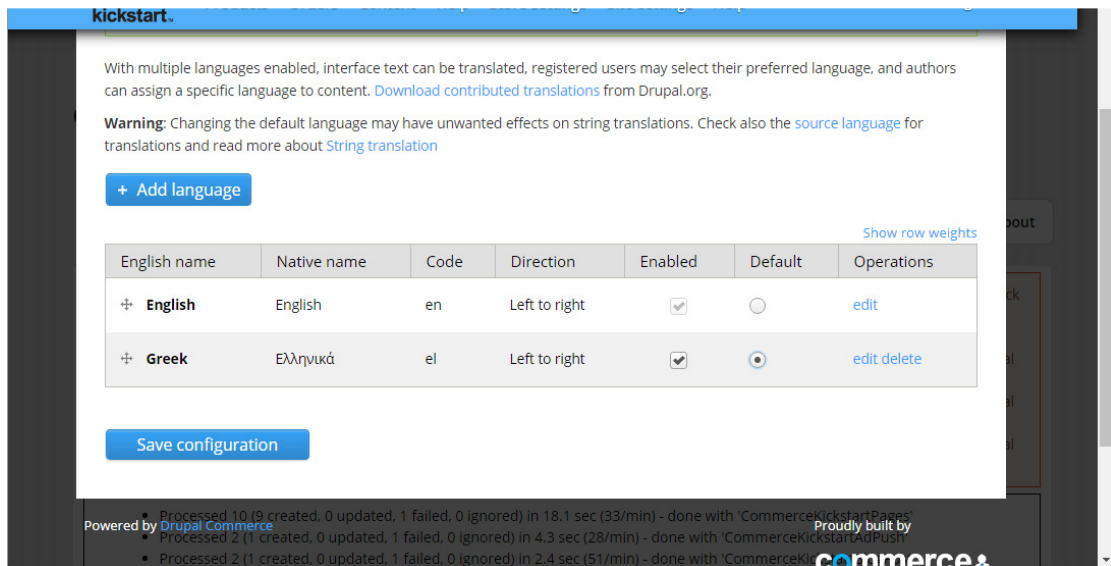 kickstart.
With multiple languages enabled, interface text can be translated, registered users may select their preferred language, and authors
can assign a specific language to content. Download contributed translations from Drupal.org.
Warning: Changing the default language may have unwanted effects on string translations. Check also the source language for
translations and read more about String translation
+ Add language
bout
Show row weights
English name Native name Code Direction Enabled Default Operations
ck
English English en Left to right edit
Greek Ελληνικά el Left to right edit delete
al
al
al
Save configuration
Processed 10 (9 created, 0 updated, 1 failed, 0 ignored) in 18.1 sec (33/min) - done with 'CommerceKickstartPages'
Powered by Drupal Commerce Proudly built by
Processed 2 (1 created, 0 updated, 1 failed, 0 ignored) in 4.3 sec (28/min) - done with 'CommerceKickstartAdPush'
Processed 2 (1 created, 0 updated, 1 failed, 0 ignored) in 2.4 sec (51/min) - done with
commerce